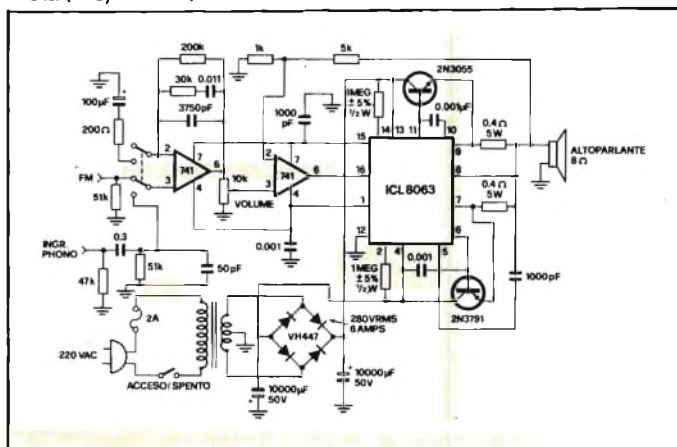 200k
1k
5k
30k
0.011
2N3055
100µF
+
3750pF
1000
pF
1MEG
± 5%
½ W
0.001µF
200Ω
14
13
11
10
0.4 Ω
5W
2
7
741
6
3
4
2
7
741
6
3
4
15
16
1
12
ICL8063
9
8
7
6
2
4
5
ALTOPARLANTE
8Ω
FM
51k
10k
VOLUME
0.4 Ω
5W
INGR.
PHONO
0.3
47k
51k
50pF
0.001
1MEG
± 5%
½W
0.001
1000pF
2N3791
2A
220 VAC
ACCESO/SPENTO
VH447
280VRMS
6 AMPS
+
10000µF
50V
+
10000µF
50V